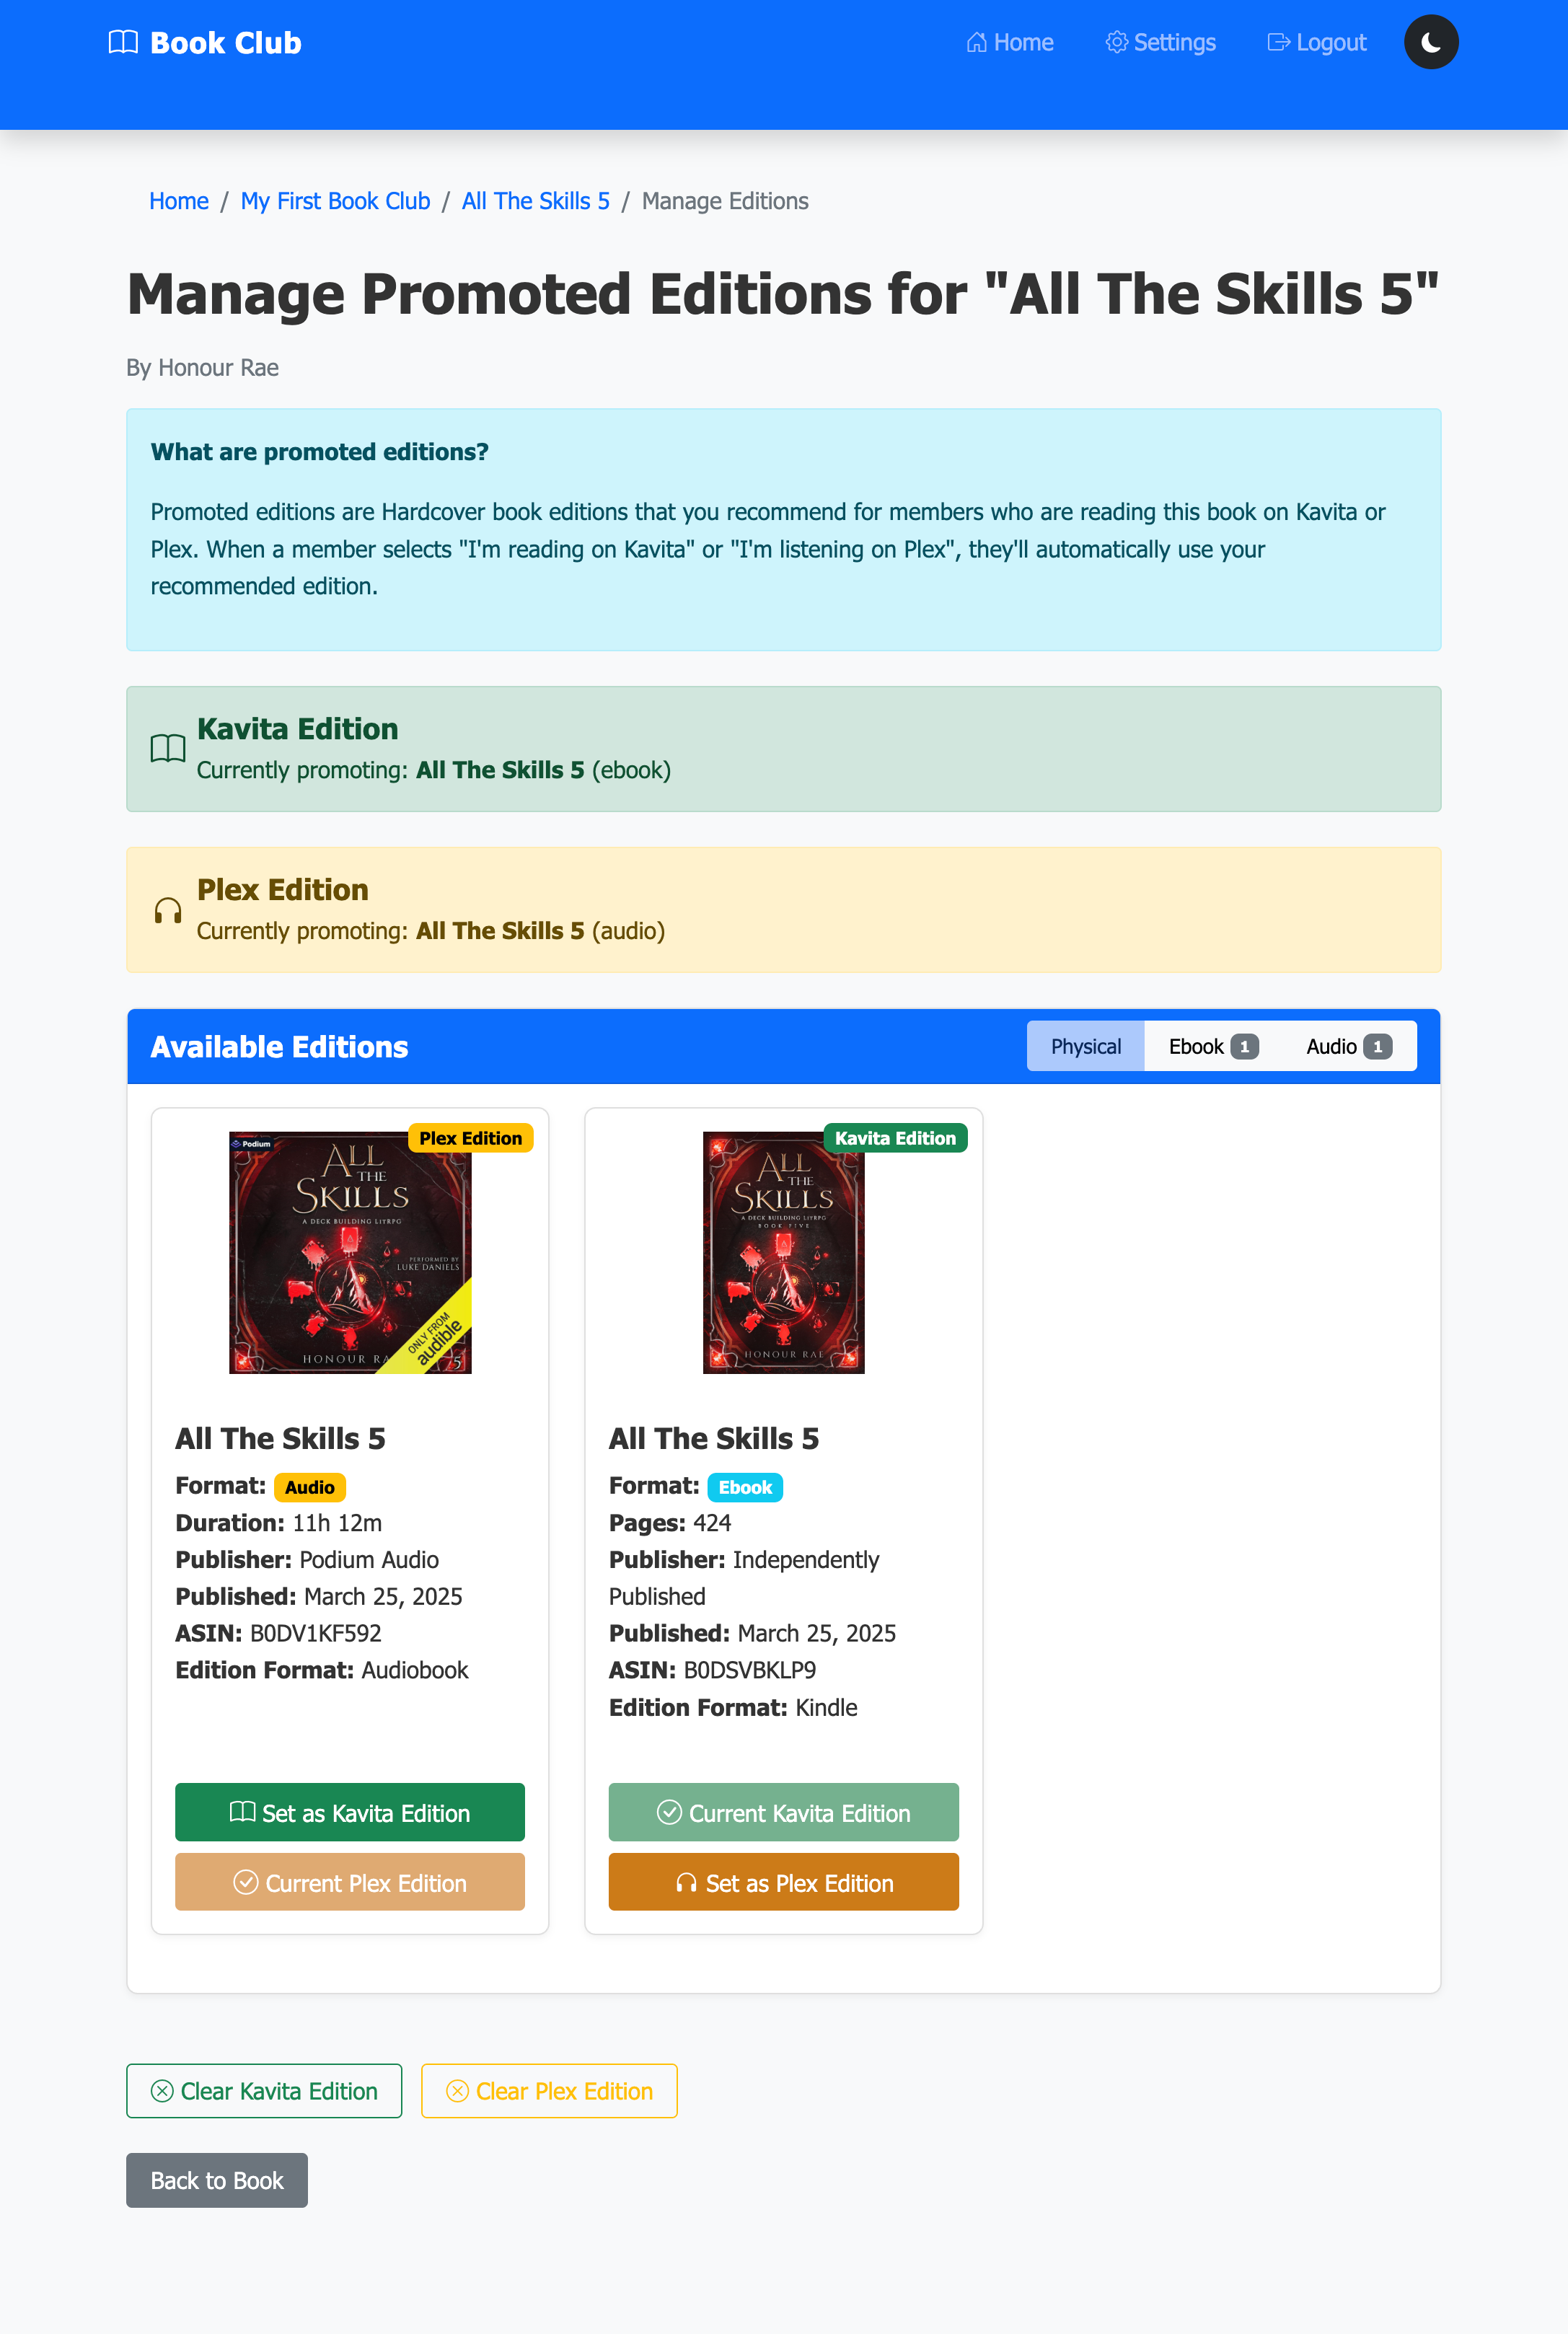 Book Club
Home
Settings
Logout
Home / My First Book Club / All The Skills 5 / Manage Editions
Manage Promoted Editions for "All The Skills 5"
By Honour Rae
What are promoted editions?
Promoted editions are Hardcover book editions that you recommend for members who are reading this book on Kavita or
Plex. When a member selects "I'm reading on Kavita" or "I'm listening on Plex", they'll automatically use your
recommended edition.
Kavita Edition
Currently promoting: All The Skills 5 (ebook)
Plex Edition
Currently promoting: All The Skills 5 (audio)
Available Editions
Physical
Ebook 1
Audio 1
Plex Edition
Podium
ALL
THE
SKILLS
A DECK BUILDING LITRPG
PERFORMED BY
LUKE DANIELS
ONLY FROM
audible
HONOUR RA
5
All The Skills 5
Format: Audio
Duration: 11h 12m
Publisher: Podium Audio
Published: March 25, 2025
ASIN: B0DV1KF592
Edition Format: Audiobook
Set as Kavita Edition
Current Plex Edition
Kavita Edition
ALL
THE
SKILLS
A DECK BUILDING LITRPG
BOOK FIVE
HONOUR RAE
All The Skills 5
Format: Ebook
Pages: 424
Publisher: Independently
Published
Published: March 25, 2025
ASIN: B0DSVBKLP9
Edition Format: Kindle
Current Kavita Edition
Set as Plex Edition
Clear Kavita Edition
Clear Plex Edition
Back to Book